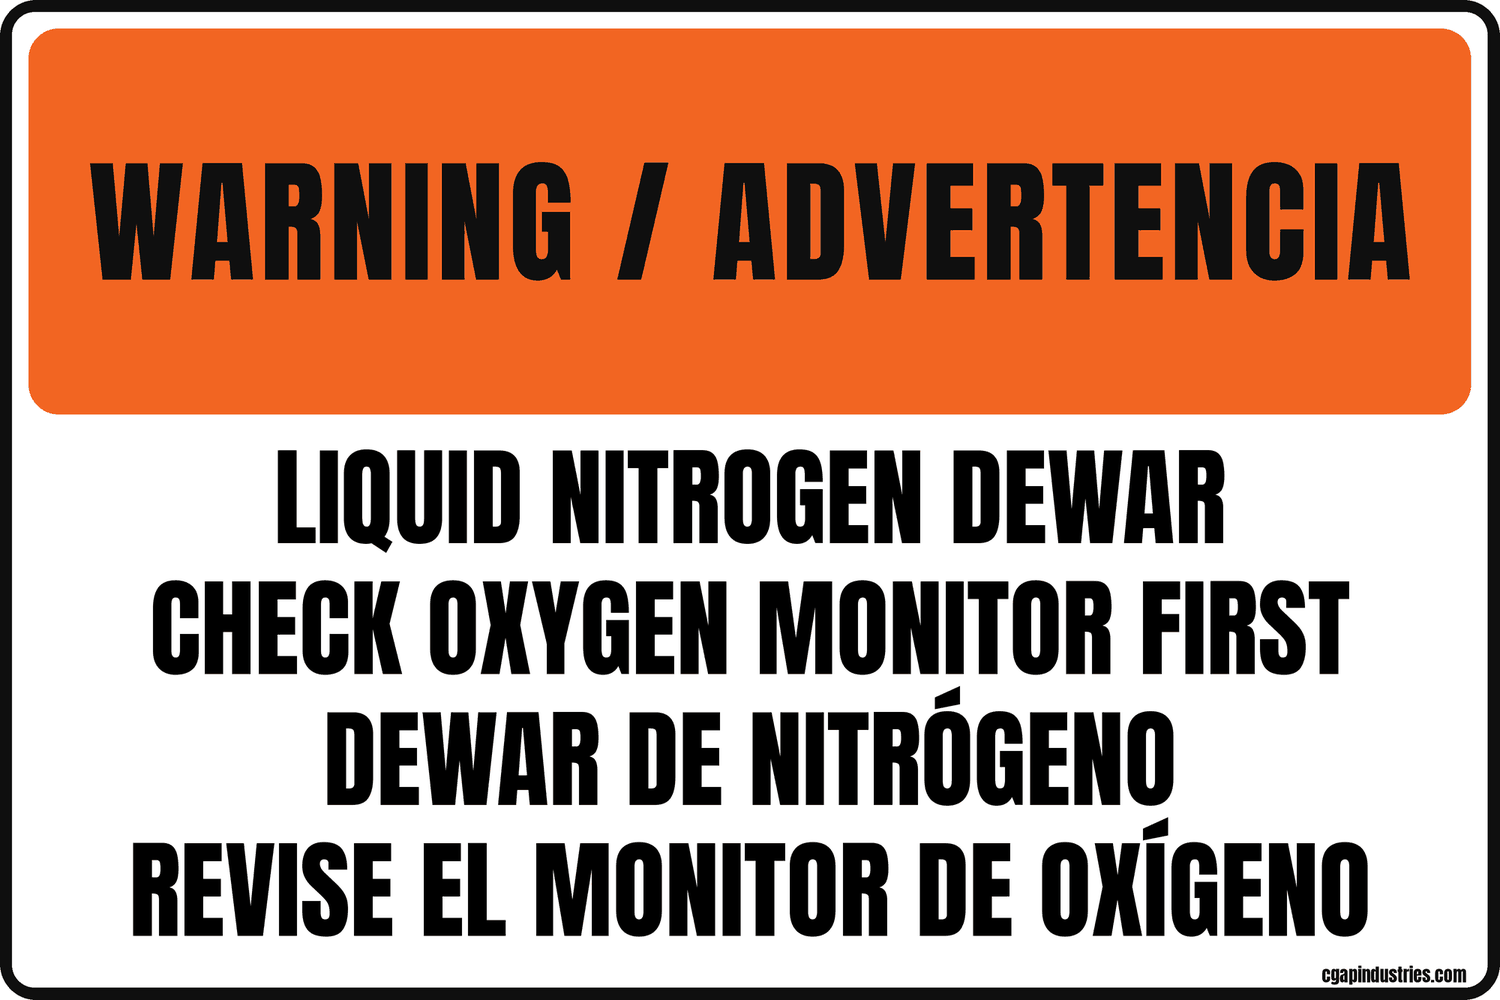 WARNING / ADVERTENCIA
LIQUID NITROGEN DEWAR
CHECK OXYGEN MONITOR FIRST
DEWAR DE NITRÓGENO
REVISE EL MONITOR DE OXÍGENO
cgapindustries.com